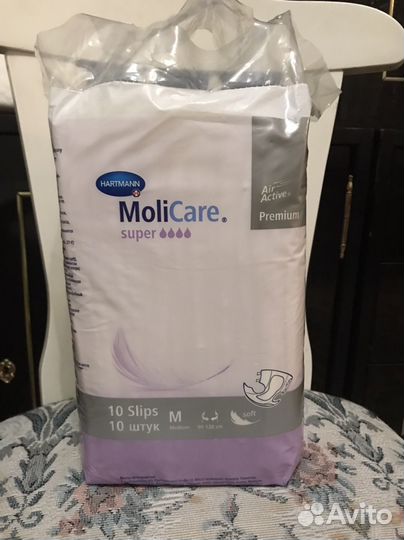 HARTMANN
MoliCare®
super
Air
Active®
Premium
10 Slips
10 штук
M
Medium
soft
Avito